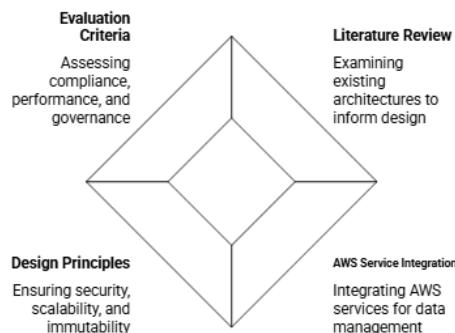 Evaluation
Criteria
Assessing
compliance,
performance, and
governance
Literature Review
Examining
existing
architectures to
inform design
Design Principles
Ensuring security,
scalability, and
immutability
AWS Service Integration
Integrating AWS
services for data
management